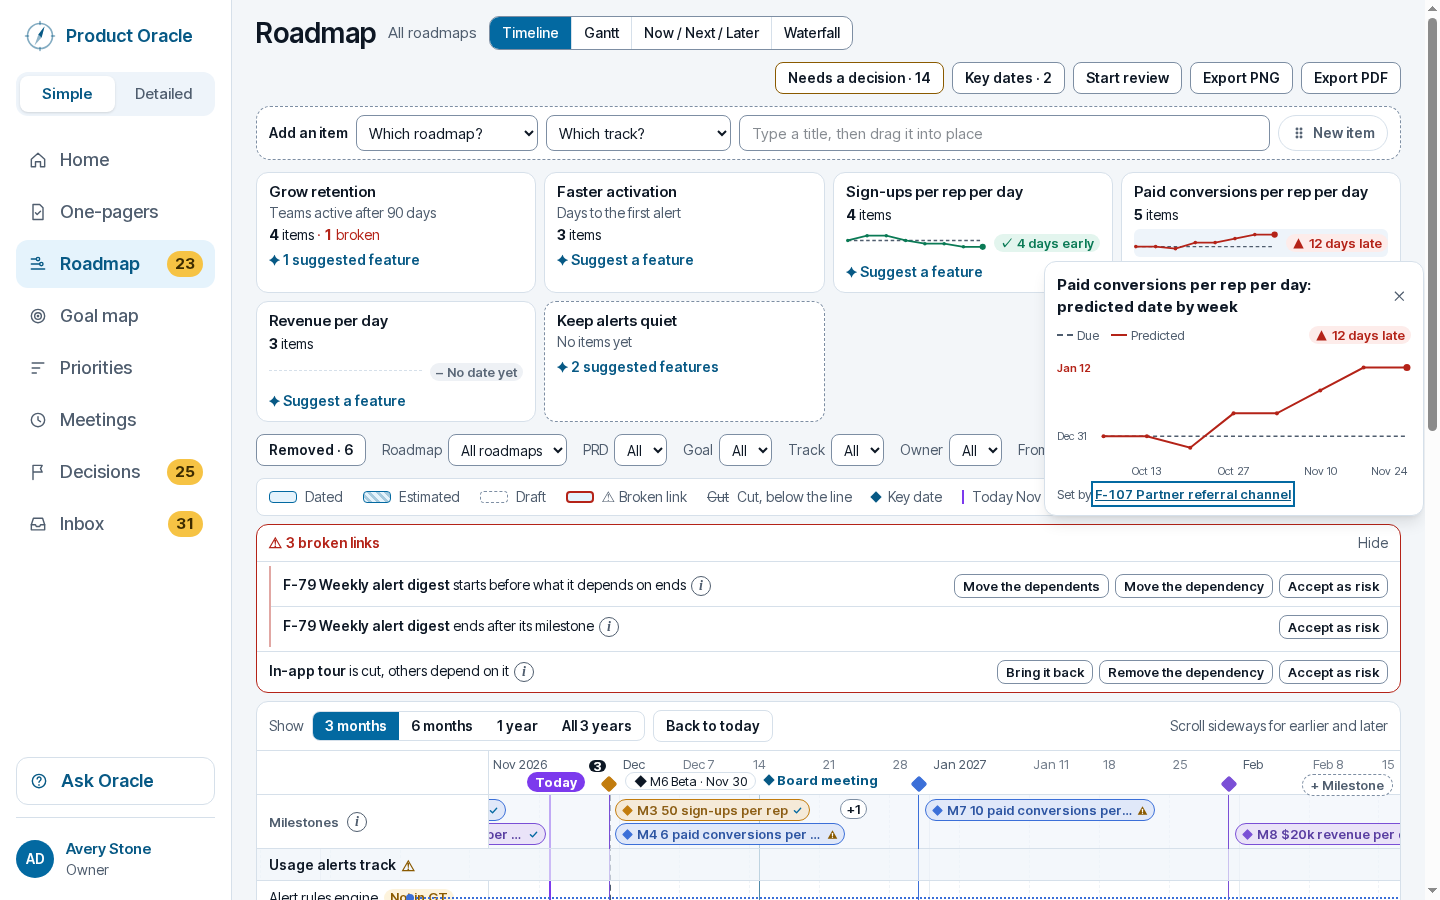 Product Oracle
Simple
Detailed
Home
One-pagers
Roadmap
23
Goal map
Priorities
Meetings
Decisions
25
Inbox
31
Ask Oracle
AD
Avery Stone
Owner
Roadmap
All roadmaps
Timeline
Gantt
Now / Next / Later
Waterfall
Needs a decision · 14
Key dates · 2
Start review
Export PNG
Export PDF
Add an item
Which roadmap?
Which track?
Type a title, then drag it into place
New item
Grow retention
Teams active after 90 days
4 items · 1 broken
1 suggested feature
Faster activation
Days to the first alert
3 items
Suggest a feature
Sign-ups per rep per day
4 items
✓ 4 days early
Suggest a feature
Paid conversions per rep per day
5 items
▲ 12 days late
Revenue per day
3 items
– No date yet
Suggest a feature
Keep alerts quiet
No items yet
2 suggested features
Paid conversions per rep per day:
predicted date by week
Due
Predicted
▲ 12 days late
Jan 12
Dec 31
Oct 13
Oct 27
Nov 10
Nov 24
Set by F-107 Partner referral channel
Removed · 6
Roadmap
All roadmaps
PRD
All
Goal
All
Track
All
Owner
All
From
Dated
Estimated
Draft
⚠ Broken link
Cut Cut, below the line
Key date
Today Nov
⚠ 3 broken links
Hide
F-79 Weekly alert digest starts before what it depends on ends i
Move the dependents
Move the dependency
Accept as risk
F-79 Weekly alert digest ends after its milestone i
Accept as risk
In-app tour is cut, others depend on it i
Bring it back
Remove the dependency
Accept as risk
Show
3 months
6 months
1 year
All 3 years
Back to today
Scroll sideways for earlier and later
Nov 2026
3
Dec
Dec 7
14
21
28
Jan 2027
Jan 11
18
25
Feb
Feb 8
15
Today
M6 Beta · Nov 30
Board meeting
+ Milestone
Milestones i
M3 50 sign-ups per rep ✓
+1
M7 10 paid conversions per...
per ... ✓
M4 6 paid conversions per ...
M8 $20k revenue per
Usage alerts track ⚠
Alert rules engine